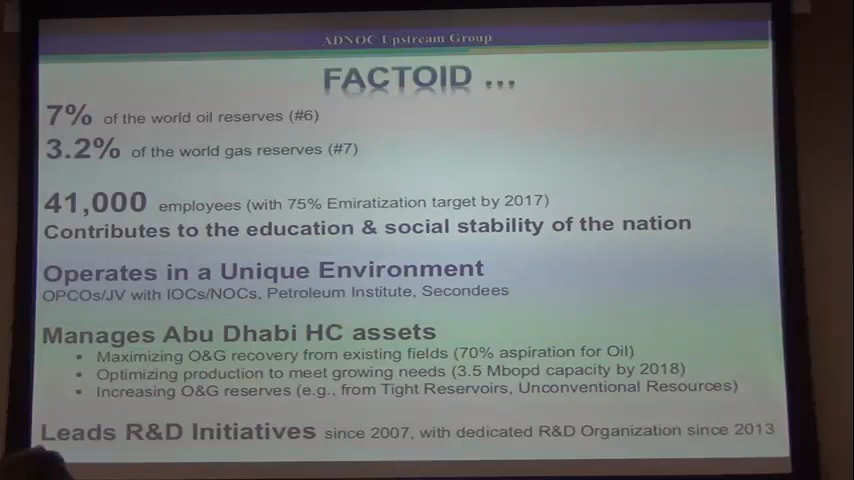 ADNOC Upstream Group
FACTOID ...
7% of the world oil reserves (#6)
3.2% of the world gas reserves (#7)
41,000 employees (with 75% Emiratization target by 2017)
Contributes to the education & social stability of the nation
Operates in a Unique Environment
OPCOs/JV with IOCs/NOCs, Petroleum Institute, Secondees
Manages Abu Dhabi HC assets
▪ Maximizing O&G recovery from existing fields (70% aspiration for Oil)
▪ Optimizing production to meet growing needs (3.5 Mbopd capacity by 2018)
▪ Increasing O&G reserves (e.g., from Tight Reservoirs, Unconventional Resources)
Leads R&D Initiatives since 2007, with dedicated R&D Organization since 2013